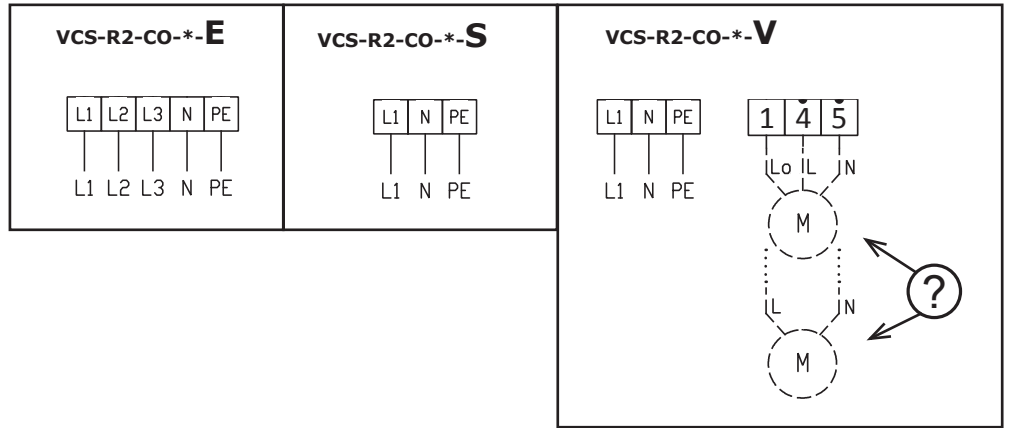 VCS-R2-CO-*-E
L1 L2 L3 N PE
L1 L2 L3 N PE
VCS-R2-CO-*-S
L1 N PE
L1 N PE
VCS-R2-CO-*-V
L1 N PE
L1 N PE
1 4 5
Lo L N
M
?
L N
M